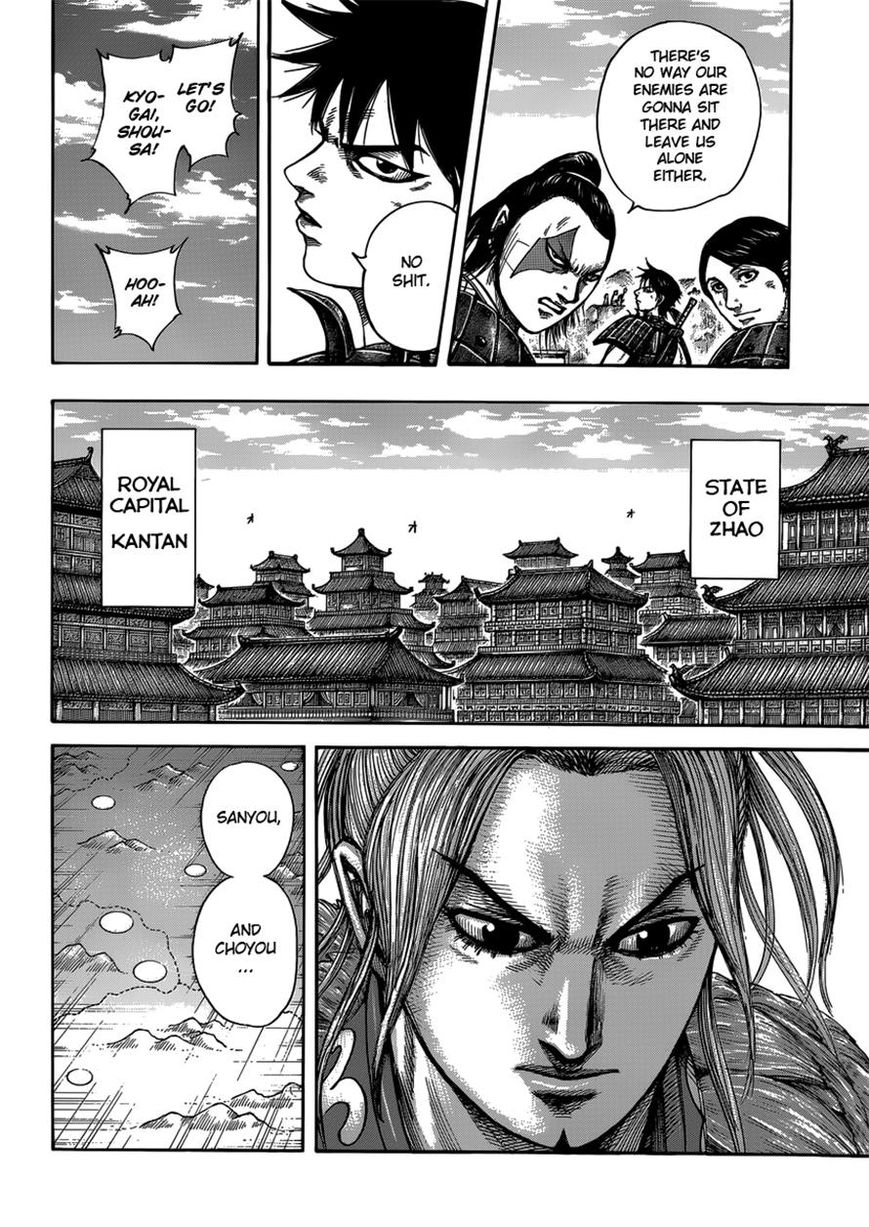 THERE'S
NO WAY OUR
ENEMIES ARE
GONNA SIT
THERE AND
LEAVE US
ALONE
EITHER.
NO
SHIT.
LET'S
GO!
KYO-
GAI,
SHOU-
SA!
HOO-
AH!
STATE
OF
ZHAO
ROYAL
CAPITAL
KANTAN
SANYOU,
AND
CHOYOU
...